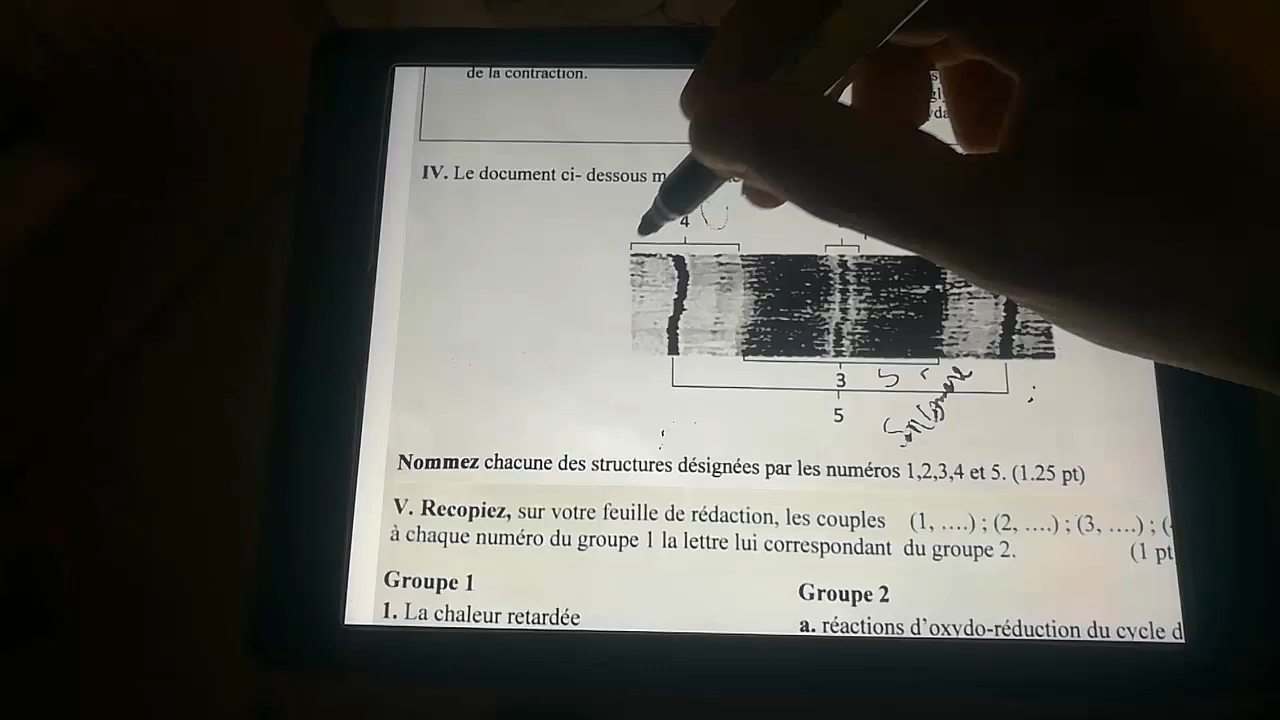 de la contraction.
IV. Le document ci- dessous
4
3
5
Sarcomere
Nommez chacune des structures désignées par les numéros 1,2,3,4 et 5. (1.25 pt)
V. Recopiez, sur votre feuille de rédaction, les couples (1, ....) ; (2, ....) ; (3, ....) ; (
à chaque numéro du groupe 1 la lettre lui correspondant du groupe 2. (1 pt
Groupe 1
Groupe 2
1. La chaleur retardée
a. réactions d'oxydo-réduction du cycle d